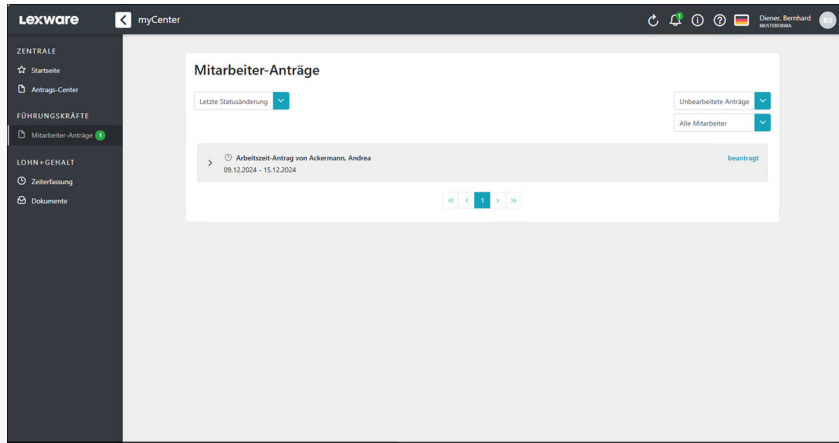 Lexware
myCenter
Diener, Bernhard
MUSTERFIRMA
BD
ZENTRALE
Startseite
Antrags-Center
FÜHRUNGSKRÄFTE
Mitarbeiter-Anträge 1
LOHN+GEHALT
Zeiterfassung
Dokumente
Mitarbeiter-Anträge
Letzte Statusänderung
Unbearbeitete Anträge
Alle Mitarbeiter
Arbeitszeit-Antrag von Ackermann, Andrea
beantragt
09.12.2024 - 15.12.2024
« < 1 > »